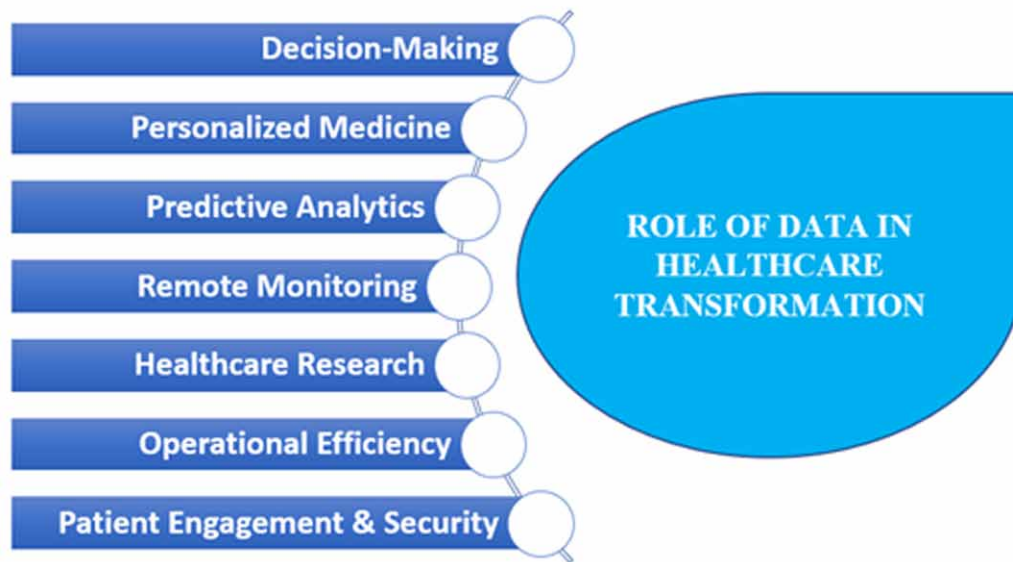 Decision-Making
Personalized Medicine
Predictive Analytics
Remote Monitoring
Healthcare Research
Operational Efficiency
Patient Engagement & Security
ROLE OF DATA IN
HEALTHCARE
TRANSFORMATION